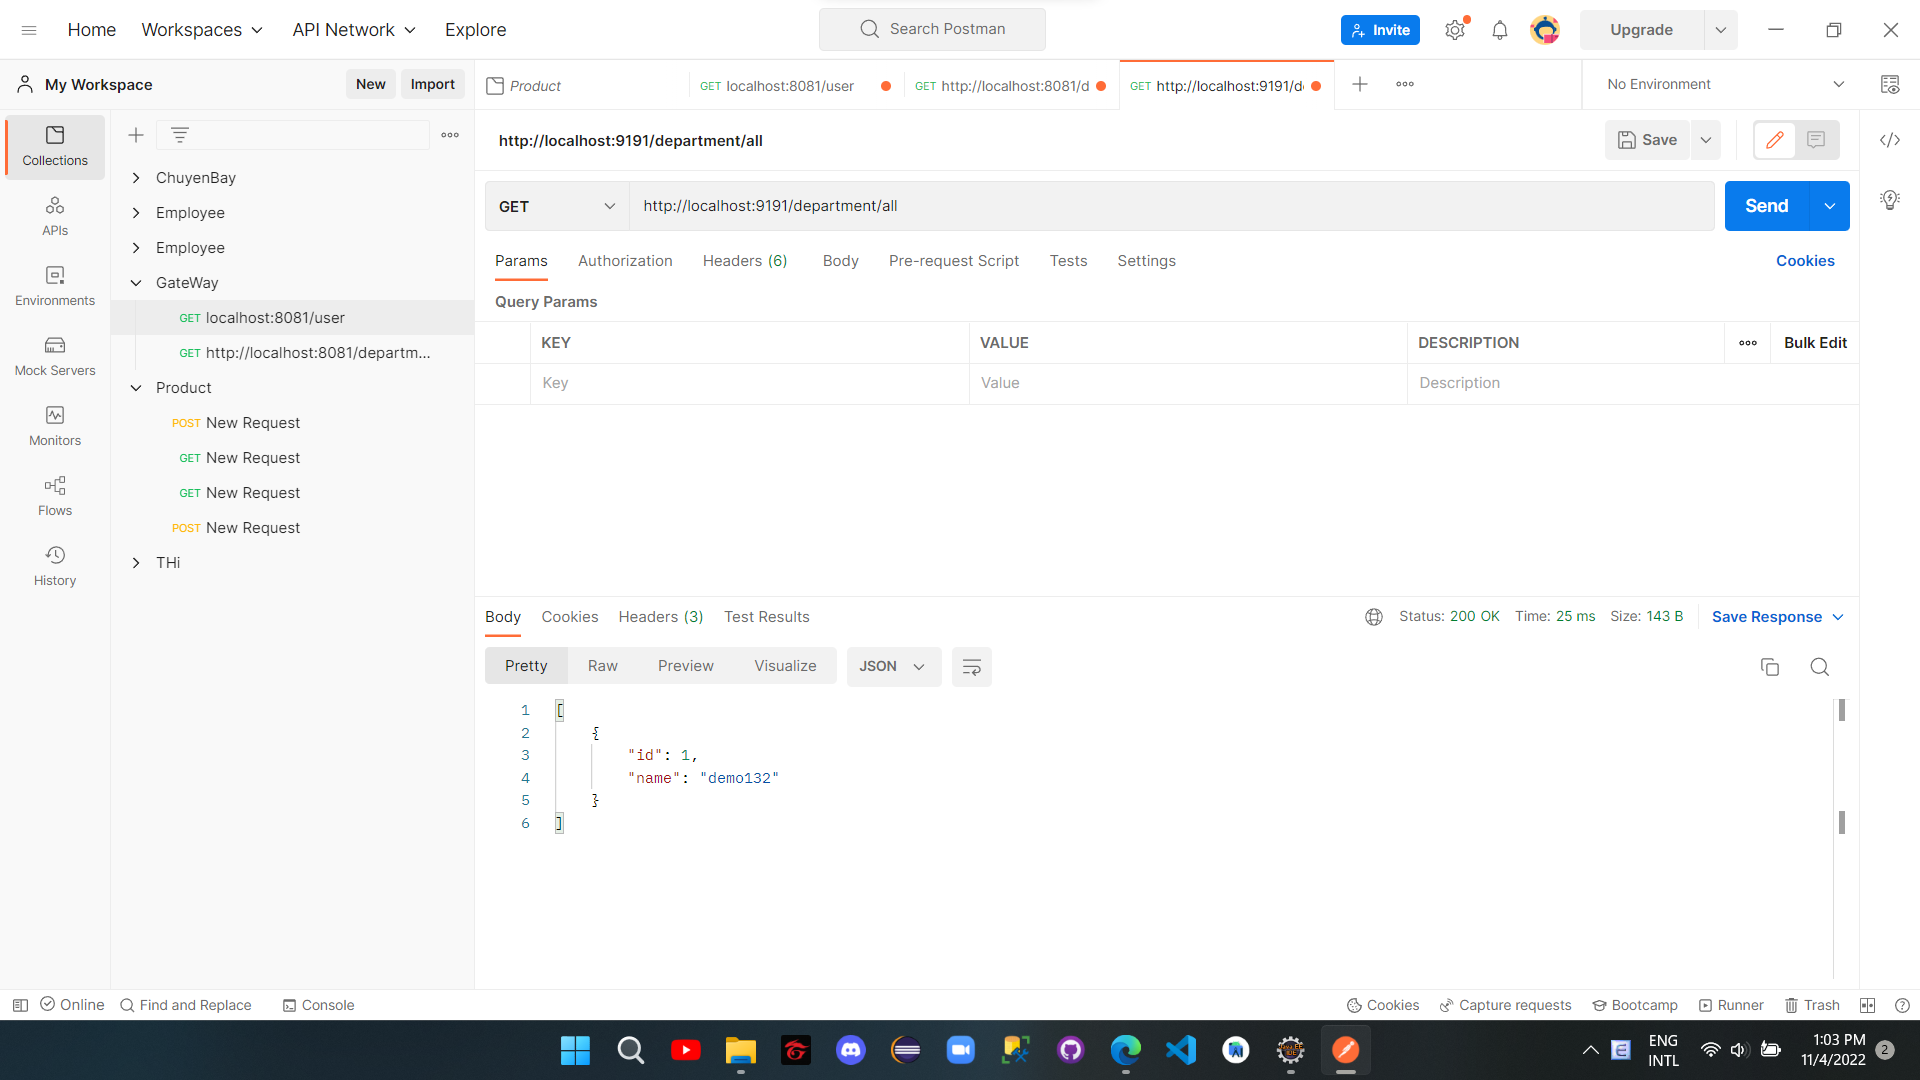 Home Workspaces API Network Explore
Search Postman
Invite
Upgrade
My Workspace
New
Import
Product
GET localhost:8081/user
GET http://localhost:8081/d
GET http://localhost:9191/d
No Environment
Collections
APIs
Environments
Mock Servers
Monitors
Flows
History
ChuyenBay
Employee
Employee
GateWay
GET localhost:8081/user
GET http://localhost:8081/departm...
Product
POST New Request
GET New Request
GET New Request
POST New Request
THi
http://localhost:9191/department/all
Save
GET
http://localhost:9191/department/all
Send
Params Authorization Headers (6) Body Pre-request Script Tests Settings
Cookies
Query Params
KEY VALUE DESCRIPTION
Bulk Edit
Key Value Description
Body Cookies Headers (3) Test Results
Status: 200 OK Time: 25 ms Size: 143 B
Save Response
Pretty Raw Preview Visualize
JSON
1 [
2 {
3 "id": 1,
4 "name": "demo132"
5 }
6 ]
Online Find and Replace Console
Cookies Capture requests Bootcamp Runner Trash
ENG
INTL
1:03 PM
11/4/2022
2